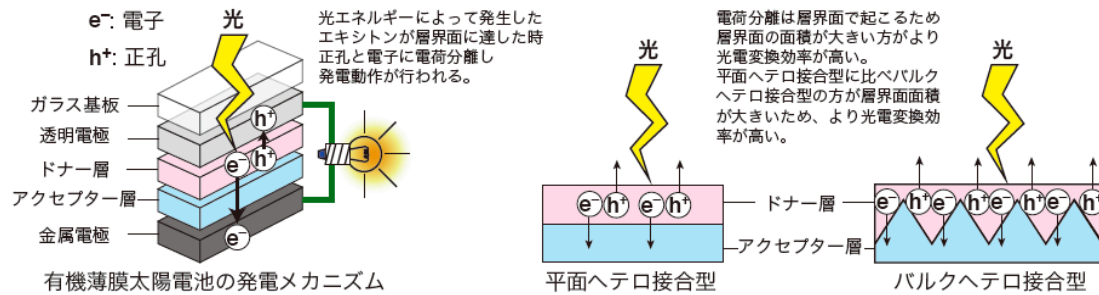 e⁻: 電子
h⁺: 正孔
光
光エネルギーによって発生した
エキシトンが層界面に達した時
正孔と電子に電荷分離し
発電動作が行われる。
ガラス基板
透明電極
ドナー層
アクセプター層
金属電極
h⁺
e⁻
h⁺
e⁻
有機薄膜太陽電池の発電メカニズム
電荷分離は層界面で起こるため
層界面の面積が大きい方がより
光電変換効率が高い。
平面ヘテロ接合型に比べバルク
ヘテロ接合型の方が層界面面積
が大きいため、より光電変換効
率が高い。
光
e⁻ h⁺ e⁻ h⁺
平面ヘテロ接合型
ドナー層
アクセプター層
光
e⁻ h⁺ e⁻ h⁺ e⁻ h⁺ e⁻ h⁺
バルクヘテロ接合型